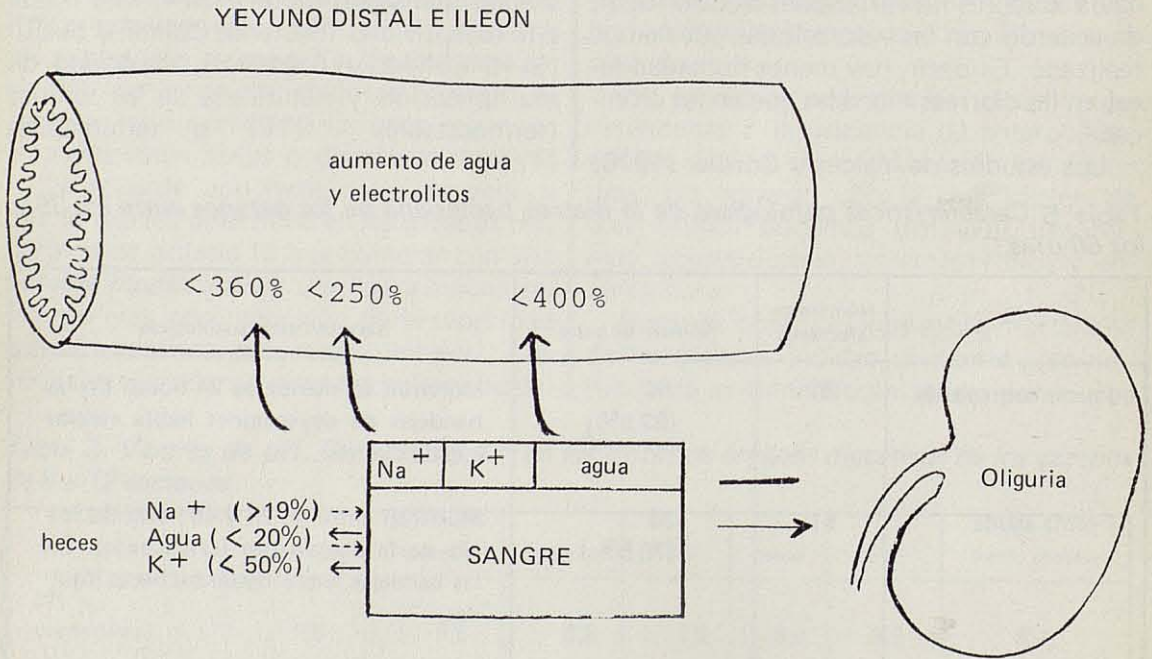 YEYUNO DISTAL E ILEON
aumento de agua
y electrolitos
<360% <250% <400%
Na+ K+ agua
SANGRE
heces
Na + (>19%)
Agua (< 20%)
K + (< 50%)
Oliguria